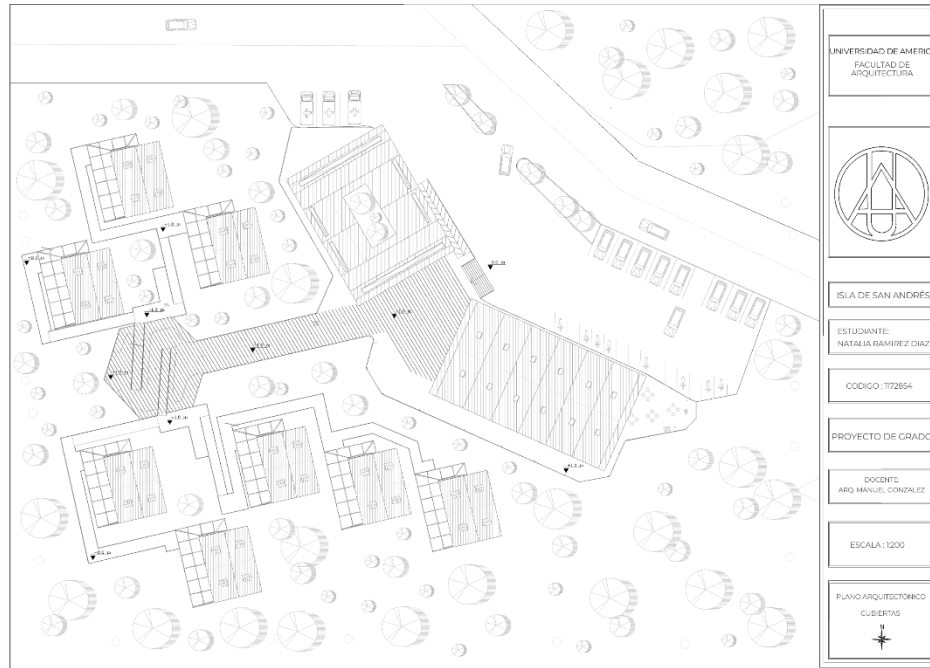 UNIVERSIDAD DE AMERIC
FACULTAD DE
ARQUITECTURA
ISLA DE SAN ANDRÉS
ESTUDIANTE:
NATALIA RAMIREZ DIAZ
CODIGO : 1172854
PROYECTO DE GRADO
DOCENTE
ARQ. MANUEL GONZALEZ
ESCALA : 1:200
PLANO ARQUITECTÓNICO
CUBIERTAS
N